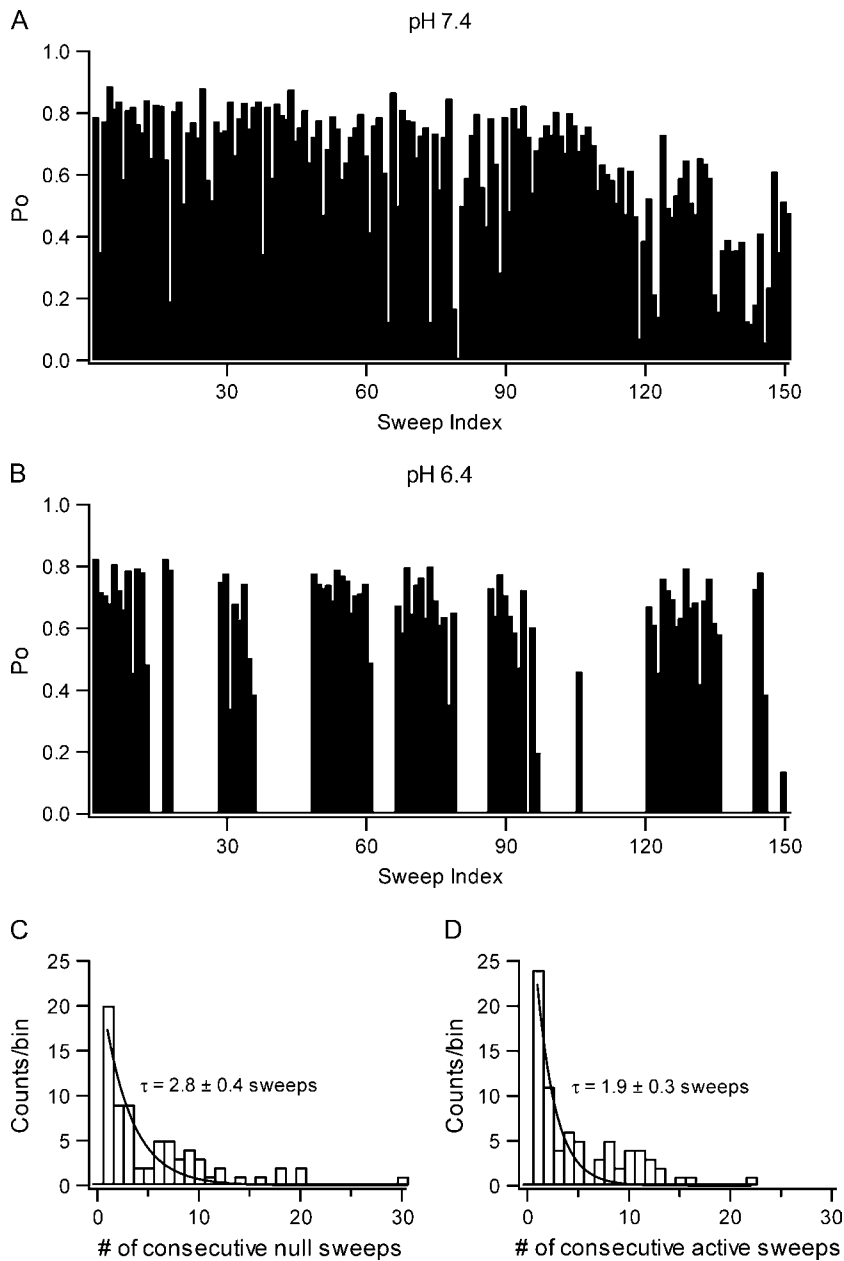 A
pH 7.4
1.0
0.8
0.6
0.4
0.2
0.0
Po
30
60
90
120
150
Sweep Index
B
pH 6.4
1.0
0.8
0.6
0.4
0.2
0.0
Po
30
60
90
120
150
Sweep Index
C
25
20
15
10
5
0
Counts/bin
τ = 2.8 ± 0.4 sweeps
0
10
20
30
# of consecutive null sweeps
D
25
20
15
10
5
0
Counts/bin
τ = 1.9 ± 0.3 sweeps
0
10
20
30
# of consecutive active sweeps